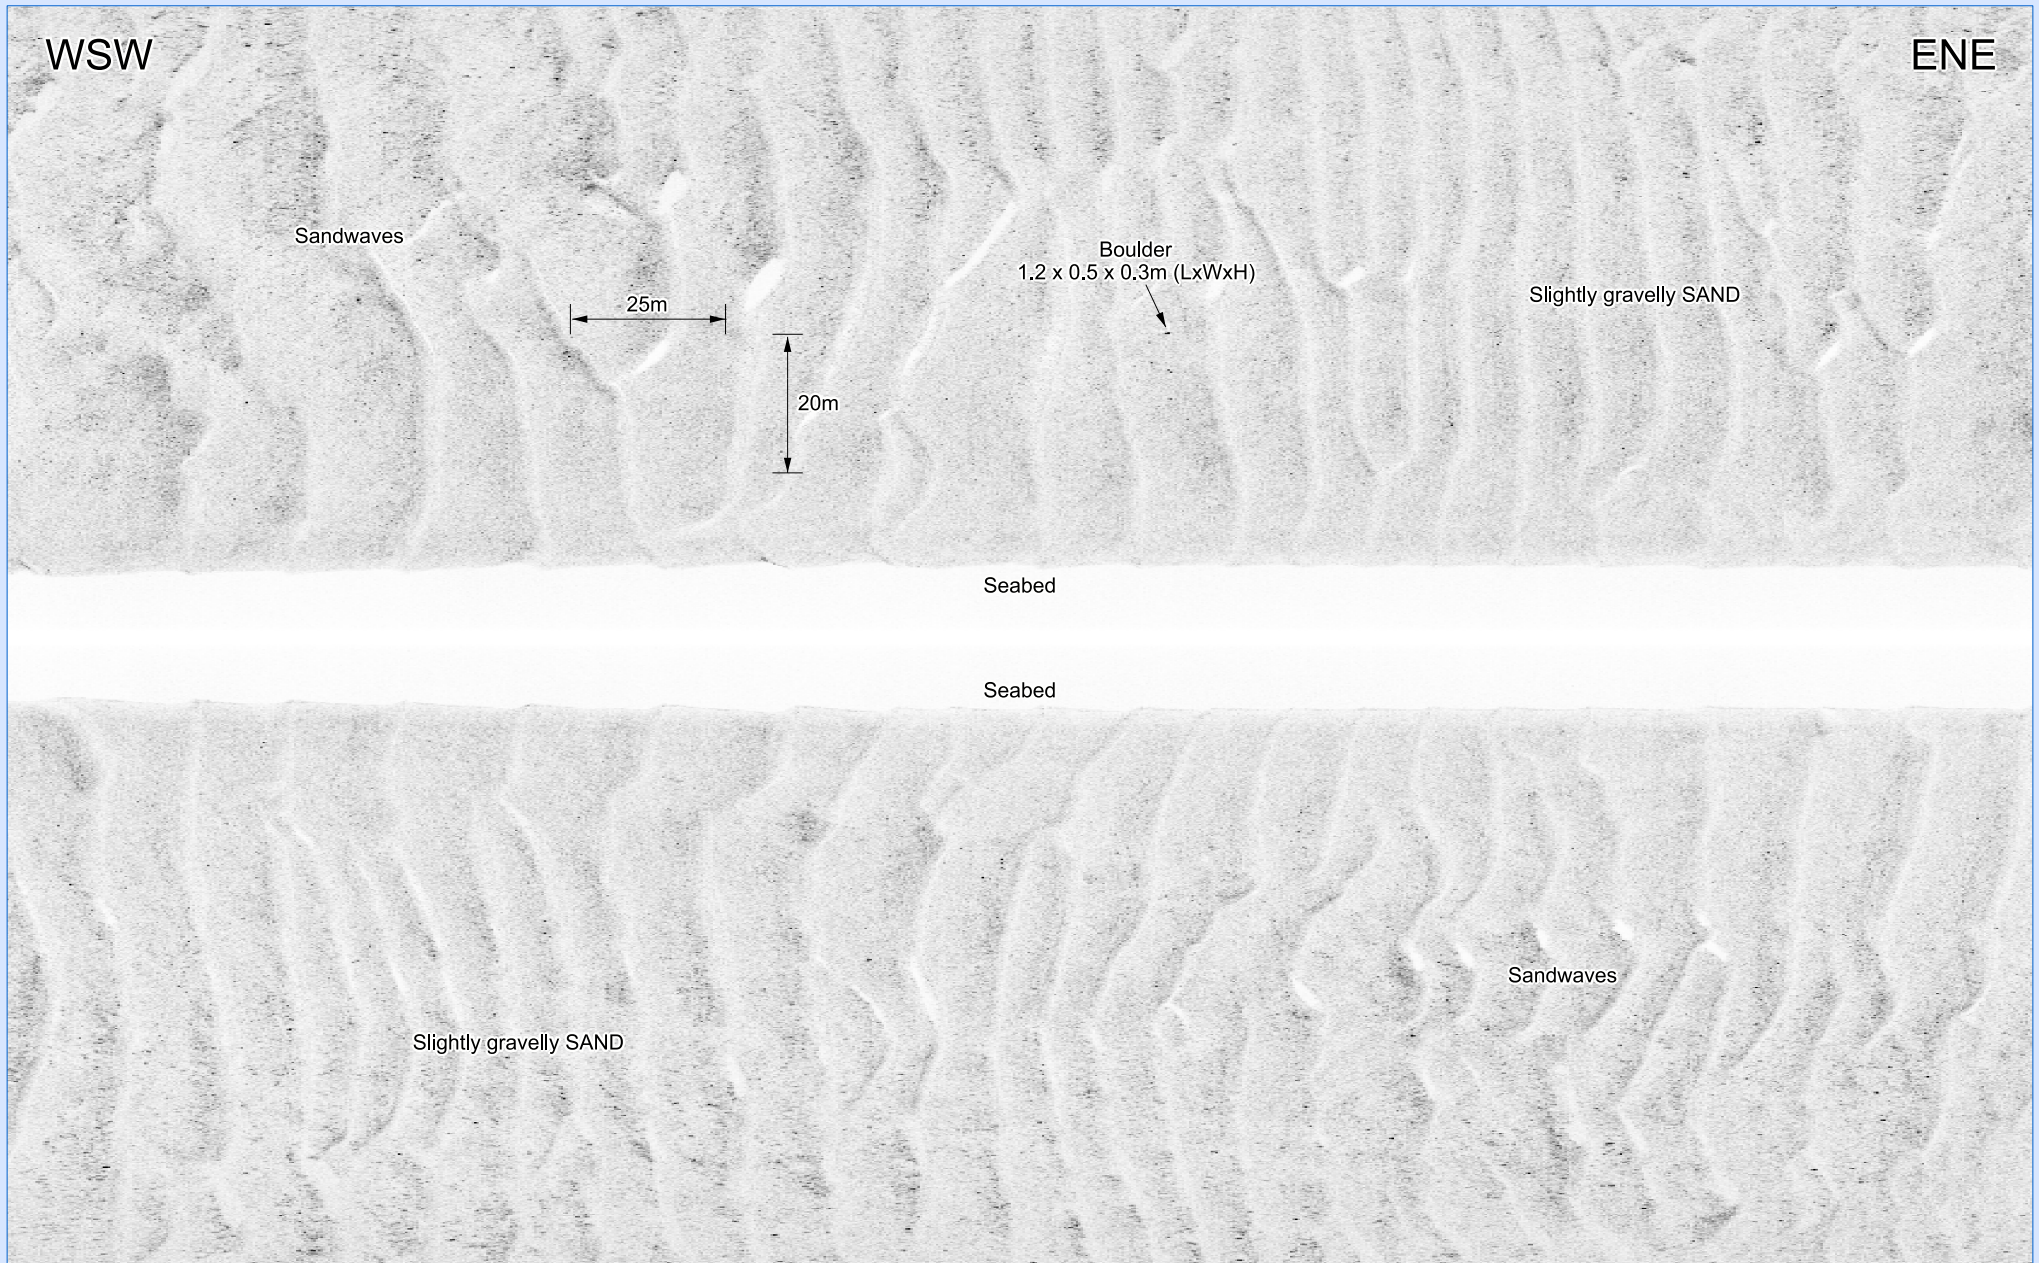 WSW
ENE
Sandwaves
Boulder
1.2 x 0.5 x 0.3m (LxWxH)
25m
Slightly gravelly SAND
20m
Seabed
Seabed
Sandwaves
Slightly gravelly SAND